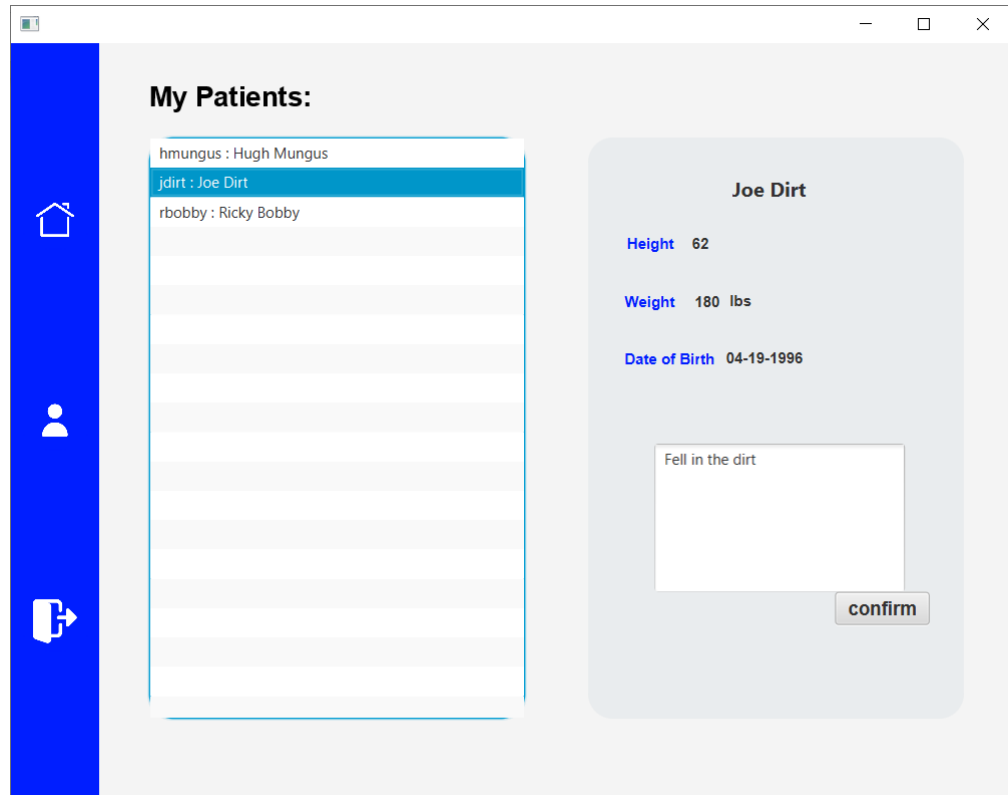 My Patients:
hmungus : Hugh Mungus
jdirt : Joe Dirt
rbobby : Ricky Bobby
Joe Dirt
Height 62
Weight 180 lbs
Date of Birth 04-19-1996
Fell in the dirt
confirm